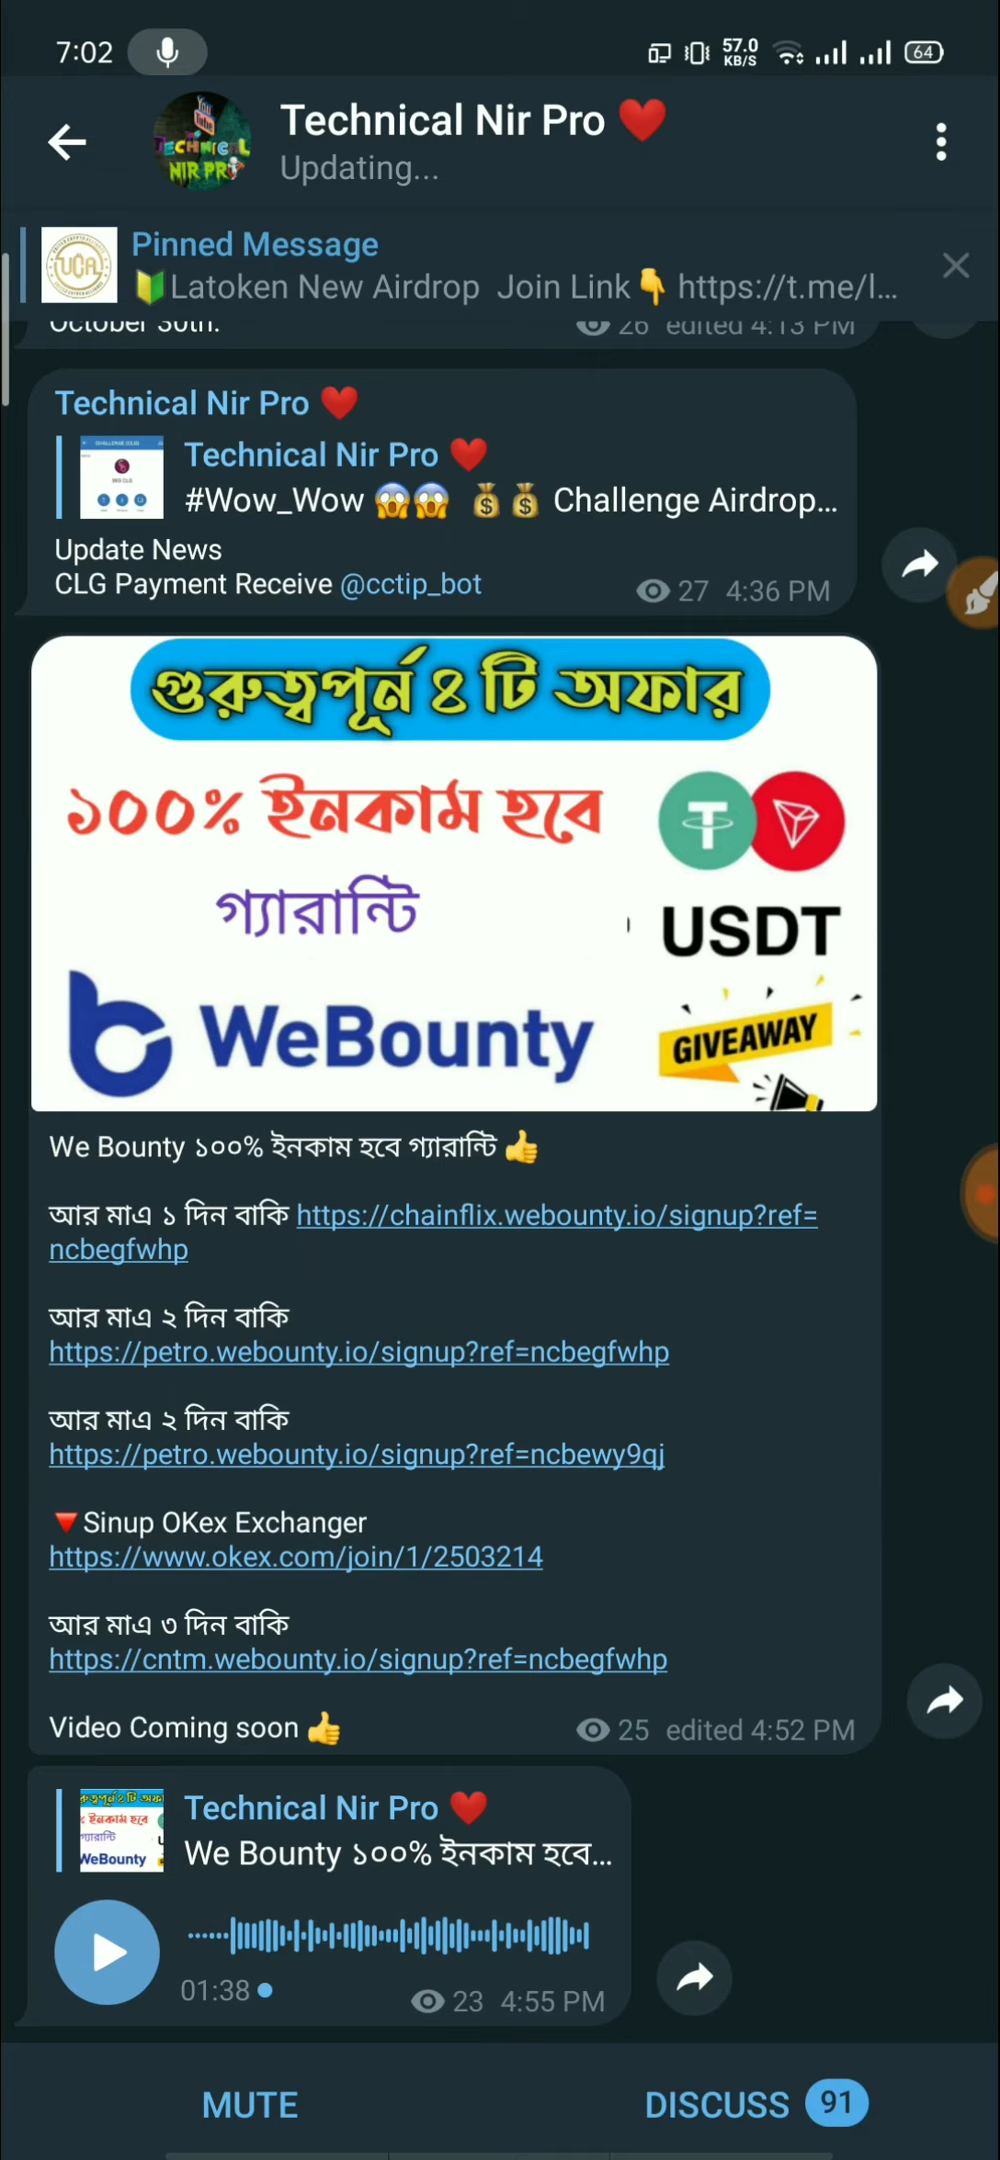 7:02
57.0
KB/S
64
Technical Nir Pro ❤️
Updating...
Pinned Message
🔰Latoken New Airdrop Join Link👇 https://t.me/l...
October 30th.
26 edited 4:13 PM
Technical Nir Pro ❤️
Technical Nir Pro ❤️
#Wow_Wow 😱😱 💰💰 Challenge Airdrop...
Update News
CLG Payment Receive @cctip_bot
27 4:36 PM
গুরুত্বপূর্ন ৪ টি অফার
১০০% ইনকাম হবে
গ্যারান্টি
USDT
WeBounty
GIVEAWAY
We Bounty ১০০% ইনকাম হবে গ্যারান্টি 👍
আর মাএ ১ দিন বাকি https://chainflix.webounty.io/signup?ref=
ncbegfwhp
আর মাএ ২ দিন বাকি
https://petro.webounty.io/signup?ref=ncbegfwhp
আর মাএ ২ দিন বাকি
https://petro.webounty.io/signup?ref=ncbewy9qj
🔻Sinup OKex Exchanger
https://www.okex.com/join/1/2503214
আর মাএ ৩ দিন বাকি
https://cntm.webounty.io/signup?ref=ncbegfwhp
Video Coming soon 👍
25 edited 4:52 PM
Technical Nir Pro ❤️
We Bounty ১০০% ইনকাম হবে...
01:38
23 4:55 PM
MUTE
DISCUSS 91